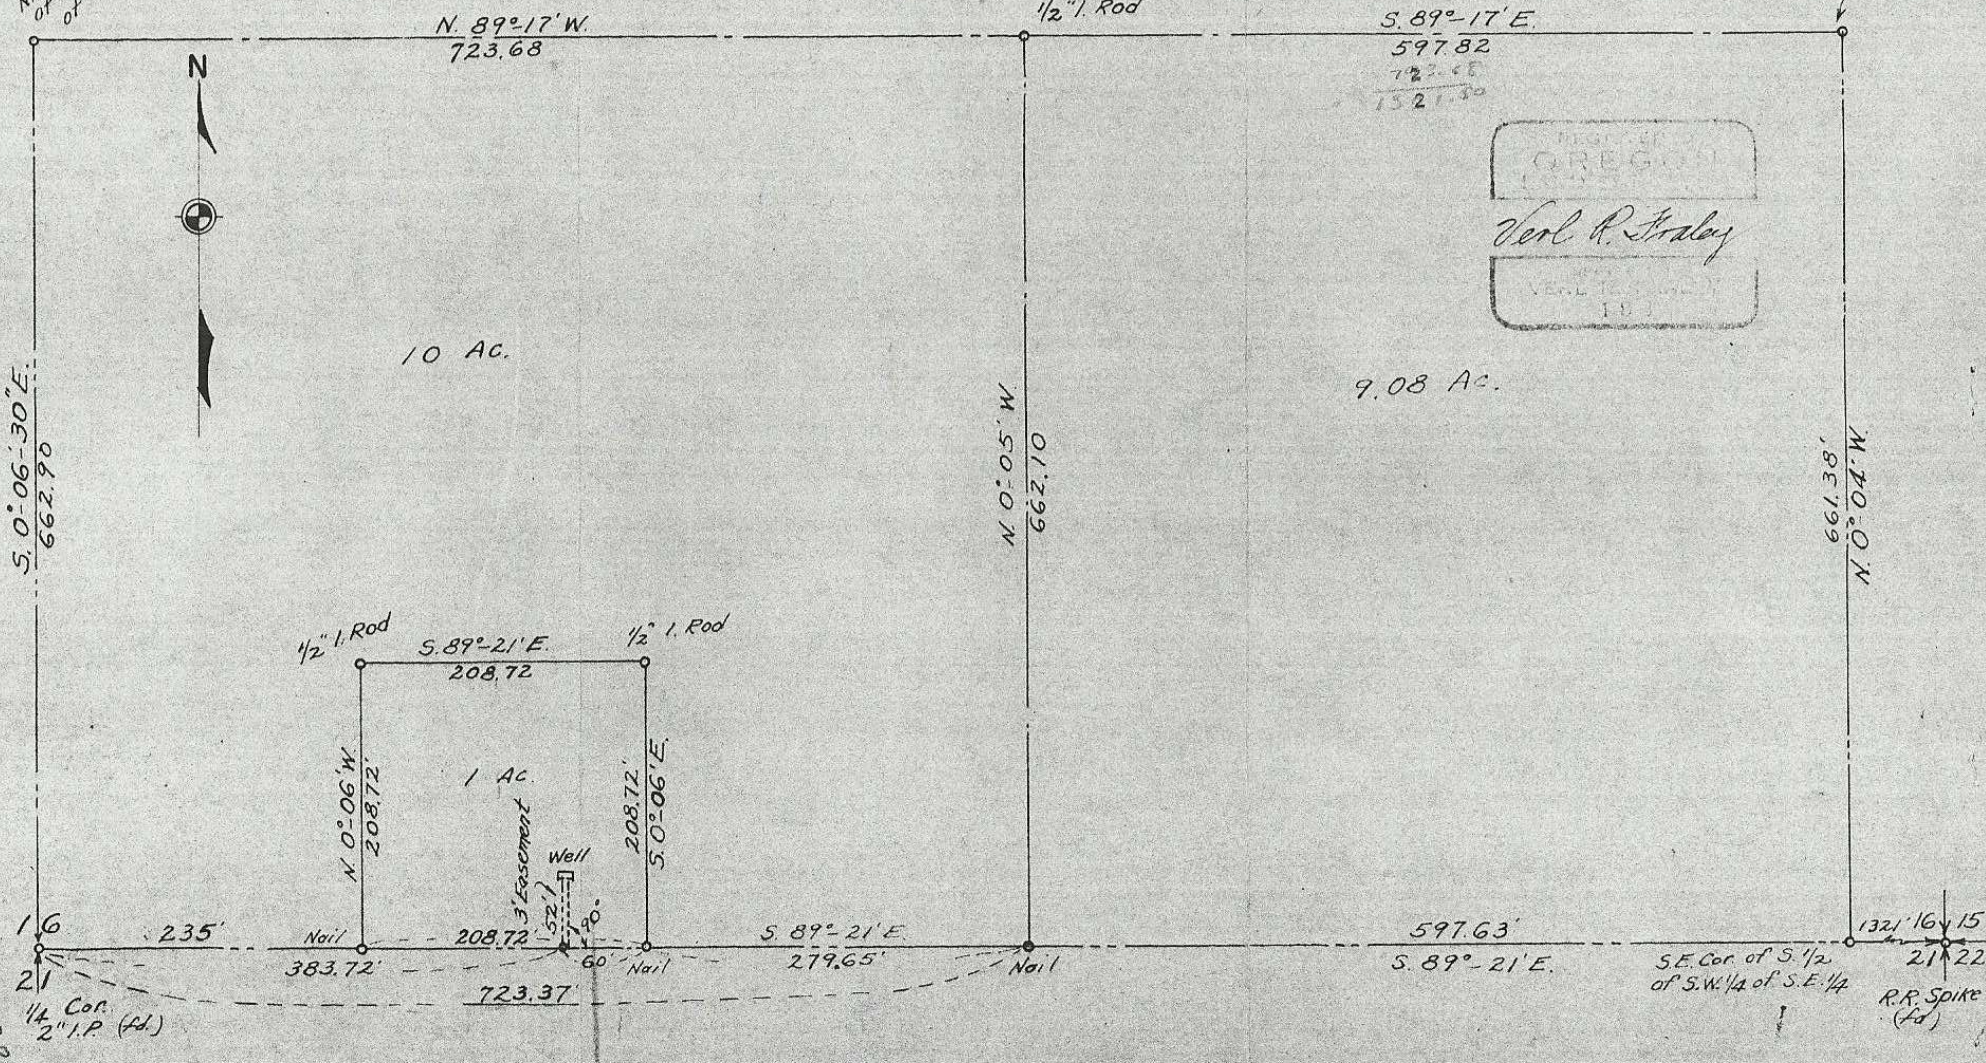 of
of
N. 89°-17' W.
723.68
1/2" I. Rod
S. 89°-17' E.
597.82
723.68
1321.50
N
OREGON
Verl R. Fraley
10 Ac.
9.08 Ac.
S. 0°-06'-30" E.
662.90
N. 0°-05' W.
662.10
661.38'
N. 0°-04' W.
1/2" I. Rod
S. 89°-21' E.
208.72
1/2" I. Rod
N. 0°-06' W.
208.72'
1 Ac.
3' Easement
52'
Well
90°
208.72'
S. 0°-06' E.
16
21
235'
Nail
208.72'
60'
Nail
383.72'
S. 89°-21' E.
279.65'
Nail
723.37'
597.63'
S. 89°-21' E.
S.E. Cor. of S. 1/2
of S.W. 1/4 of S.E. 1/4
1321'
16 15
21 22
R.R. Spike
(fd)
1/4 Cor.
2" I.P. (fd.)